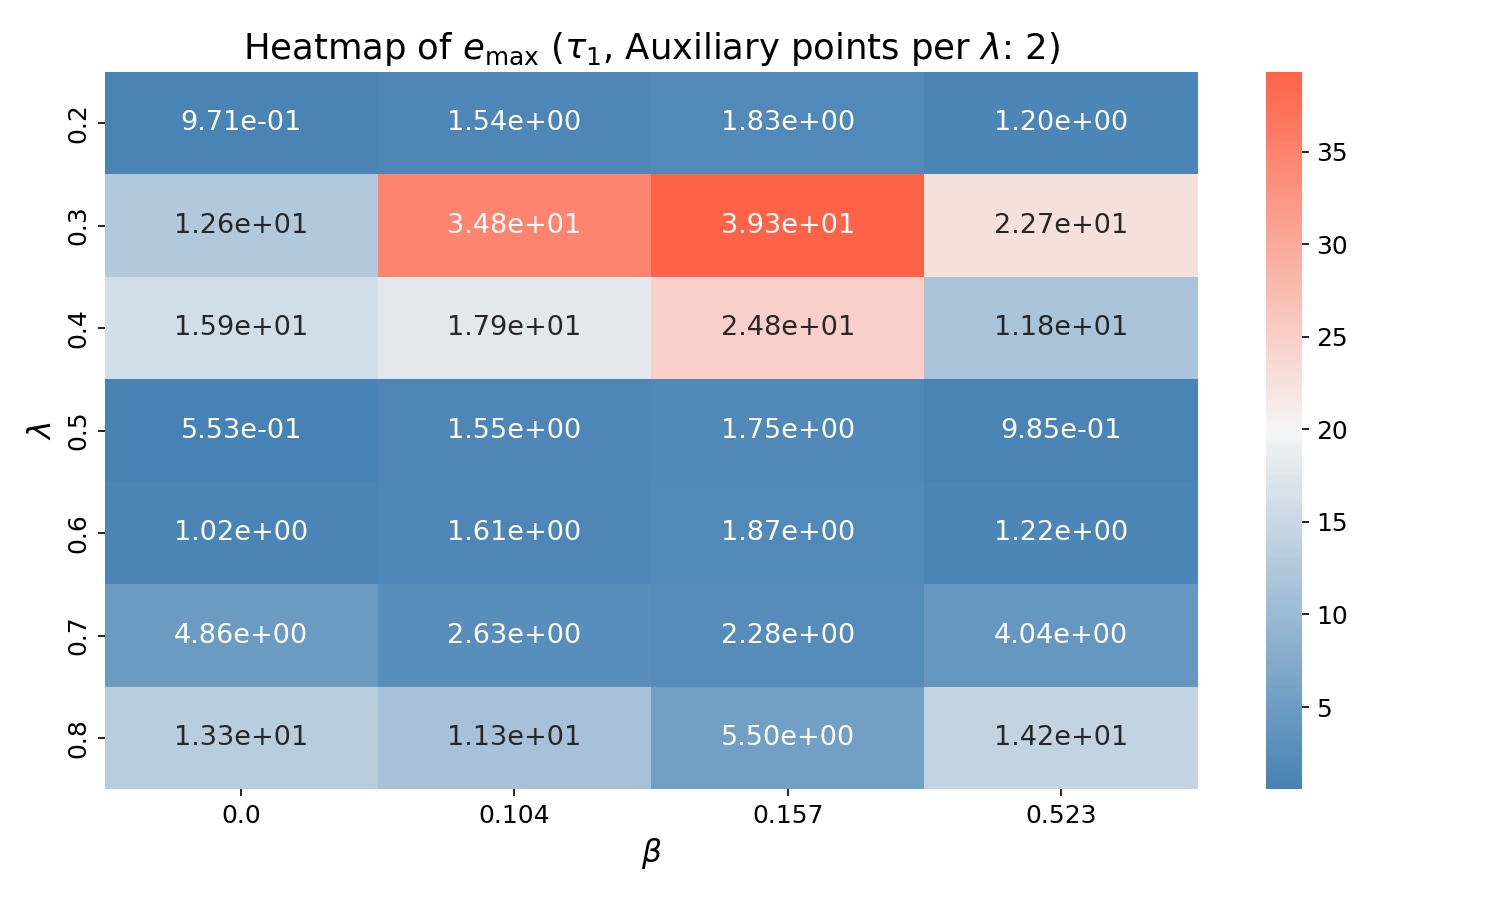 Heatmap of e_max (τ_1, Auxiliary points per λ: 2)
0.2 9.71e-01 1.54e+00 1.83e+00 1.20e+00
0.3 1.26e+01 3.48e+01 3.93e+01 2.27e+01
0.4 1.59e+01 1.79e+01 2.48e+01 1.18e+01
0.5 5.53e-01 1.55e+00 1.75e+00 9.85e-01
0.6 1.02e+00 1.61e+00 1.87e+00 1.22e+00
0.7 4.86e+00 2.63e+00 2.28e+00 4.04e+00
0.8 1.33e+01 1.13e+01 5.50e+00 1.42e+01
λ
0.0 0.104 0.157 0.523
β
35
30
25
20
15
10
5